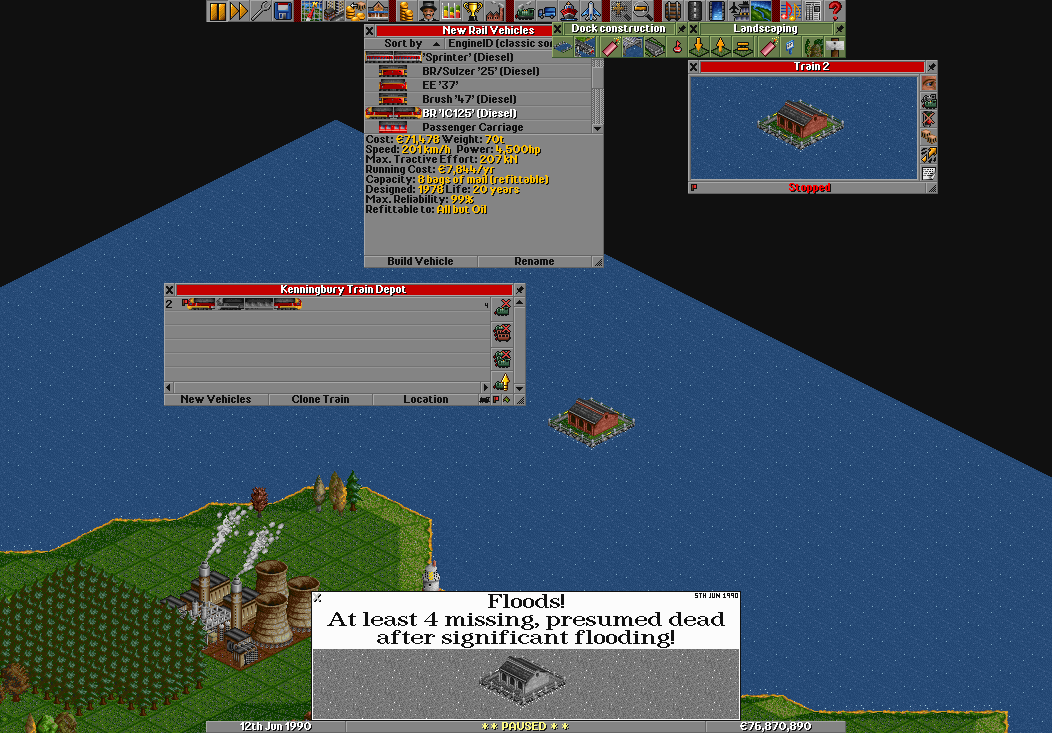 New Rail Vehicles
Dock construction
Landscaping
Sort by
EngineID (classic sor
'Sprinter' (Diesel)
BR/Sulzer '25' (Diesel)
EE '37'
Brush '47' (Diesel)
BR 'IC125' (Diesel)
Passenger Carriage
Cost: €71,478 Weight: 70t
Speed: 201km/h Power: 4,500hp
Max. Tractive Effort: 207 kN
Running Cost: €7,844/yr
Capacity: 8 bags of mail (refittable)
Designed: 1978 Life: 20 years
Max. Reliability: 99%
Refittable to: All but Oil
Build Vehicle
Rename
Train 2
Stopped
Kenningbury Train Depot
2
4
New Vehicles
Clone Train
Location
5TH JUN 1990
Floods!
At least 4 missing, presumed dead
after significant flooding!
12th Jun 1990
* * PAUSED * *
€76,870,890